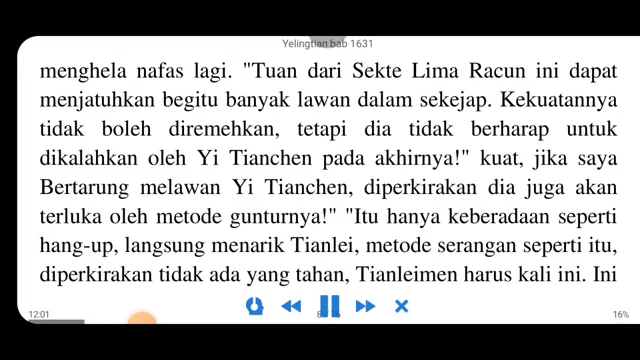 Yelingtian bab 1631
menghela nafas lagi. "Tuan dari Sekte Lima Racun ini dapat
menjatuhkan begitu banyak lawan dalam sekejap. Kekuatannya
tidak boleh diremehkan, tetapi dia tidak berharap untuk
dikalahkan oleh Yi Tianchen pada akhirnya!" kuat, jika saya
Bertarung melawan Yi Tianchen, diperkirakan dia juga akan
terluka oleh metode gunturnya!" "Itu hanya keberadaan seperti
hang-up, langsung menarik Tianlei, metode serangan seperti itu,
diperkirakan tidak ada yang tahan, Tianleimen harus kali ini. Ini
12:01
16%